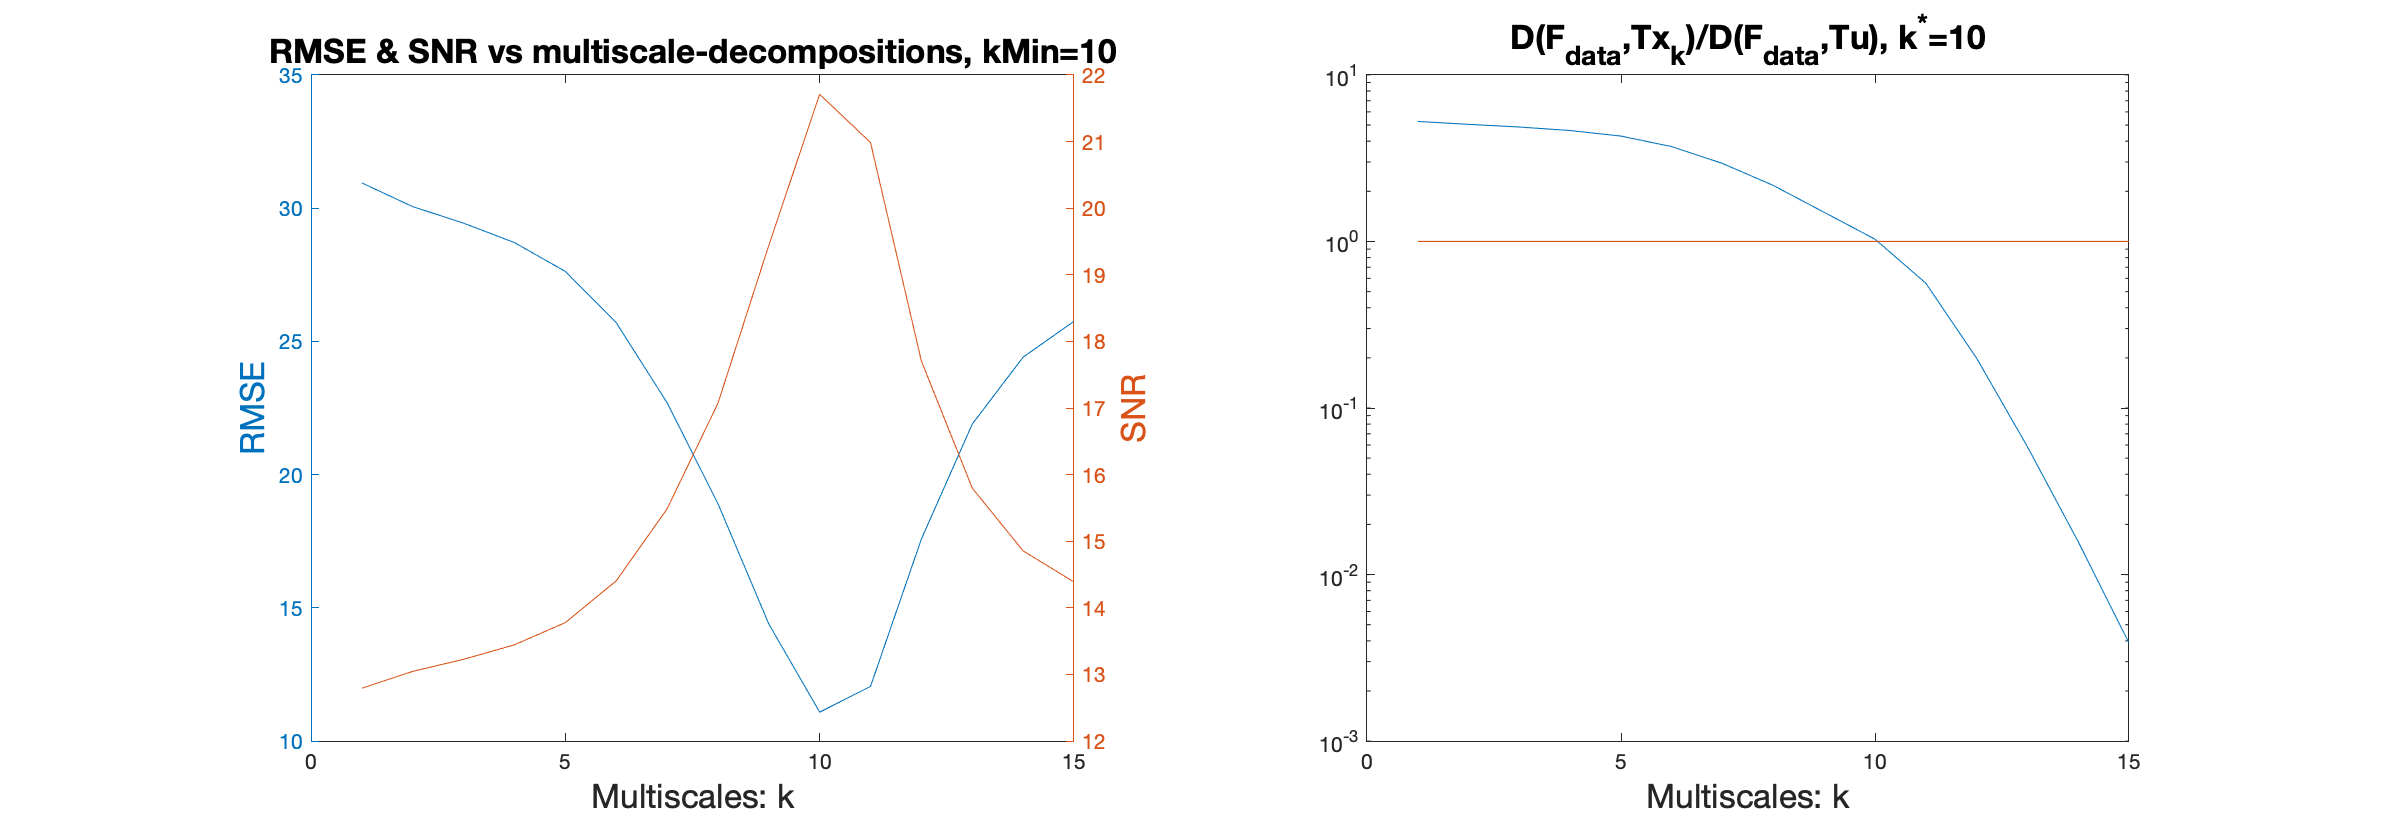 RMSE & SNR vs multiscale-decompositions, kMin=10
35
30
25
20
15
10
RMSE
22
21
20
19
18
17
16
15
14
13
12
SNR
0 5 10 15
Multiscales: k
D(F_data,Tx_k)/D(F_data,Tu), k^*=10
10^1
10^0
10^-1
10^-2
10^-3
0 5 10 15
Multiscales: k